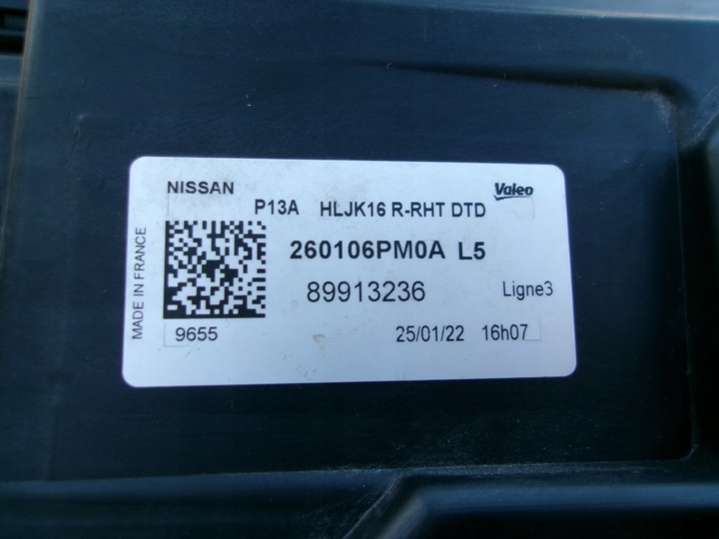 NISSAN Valeo
P13A HLJK16 R-RHT DTD
260106PM0A L5
89913236 Ligne3
9655 25/01/22 16h07
MADE IN FRANCE